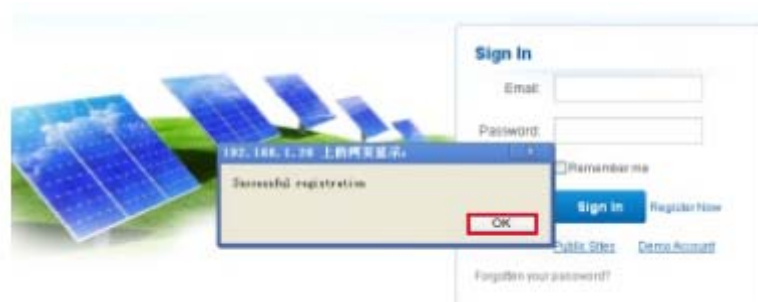 Sign In
Email:
Password:
192.168.1.20 上的网页显示:
Successful registration
Remember me
OK
Sign In
Register Now
Public Sites
Demo Account
Forgotten your password?